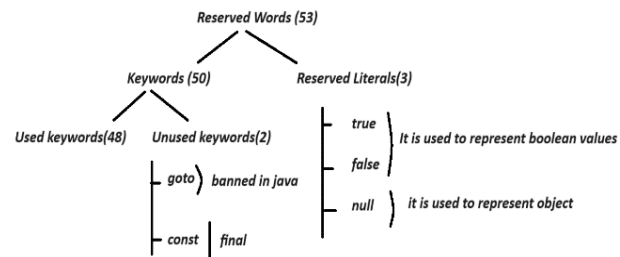 Reserved Words (53)
Keywords (50)
Reserved Literals(3)
Used keywords(48)
Unused keywords(2)
goto
banned in java
const
final
true
false
It is used to represent boolean values
null
it is used to represent object